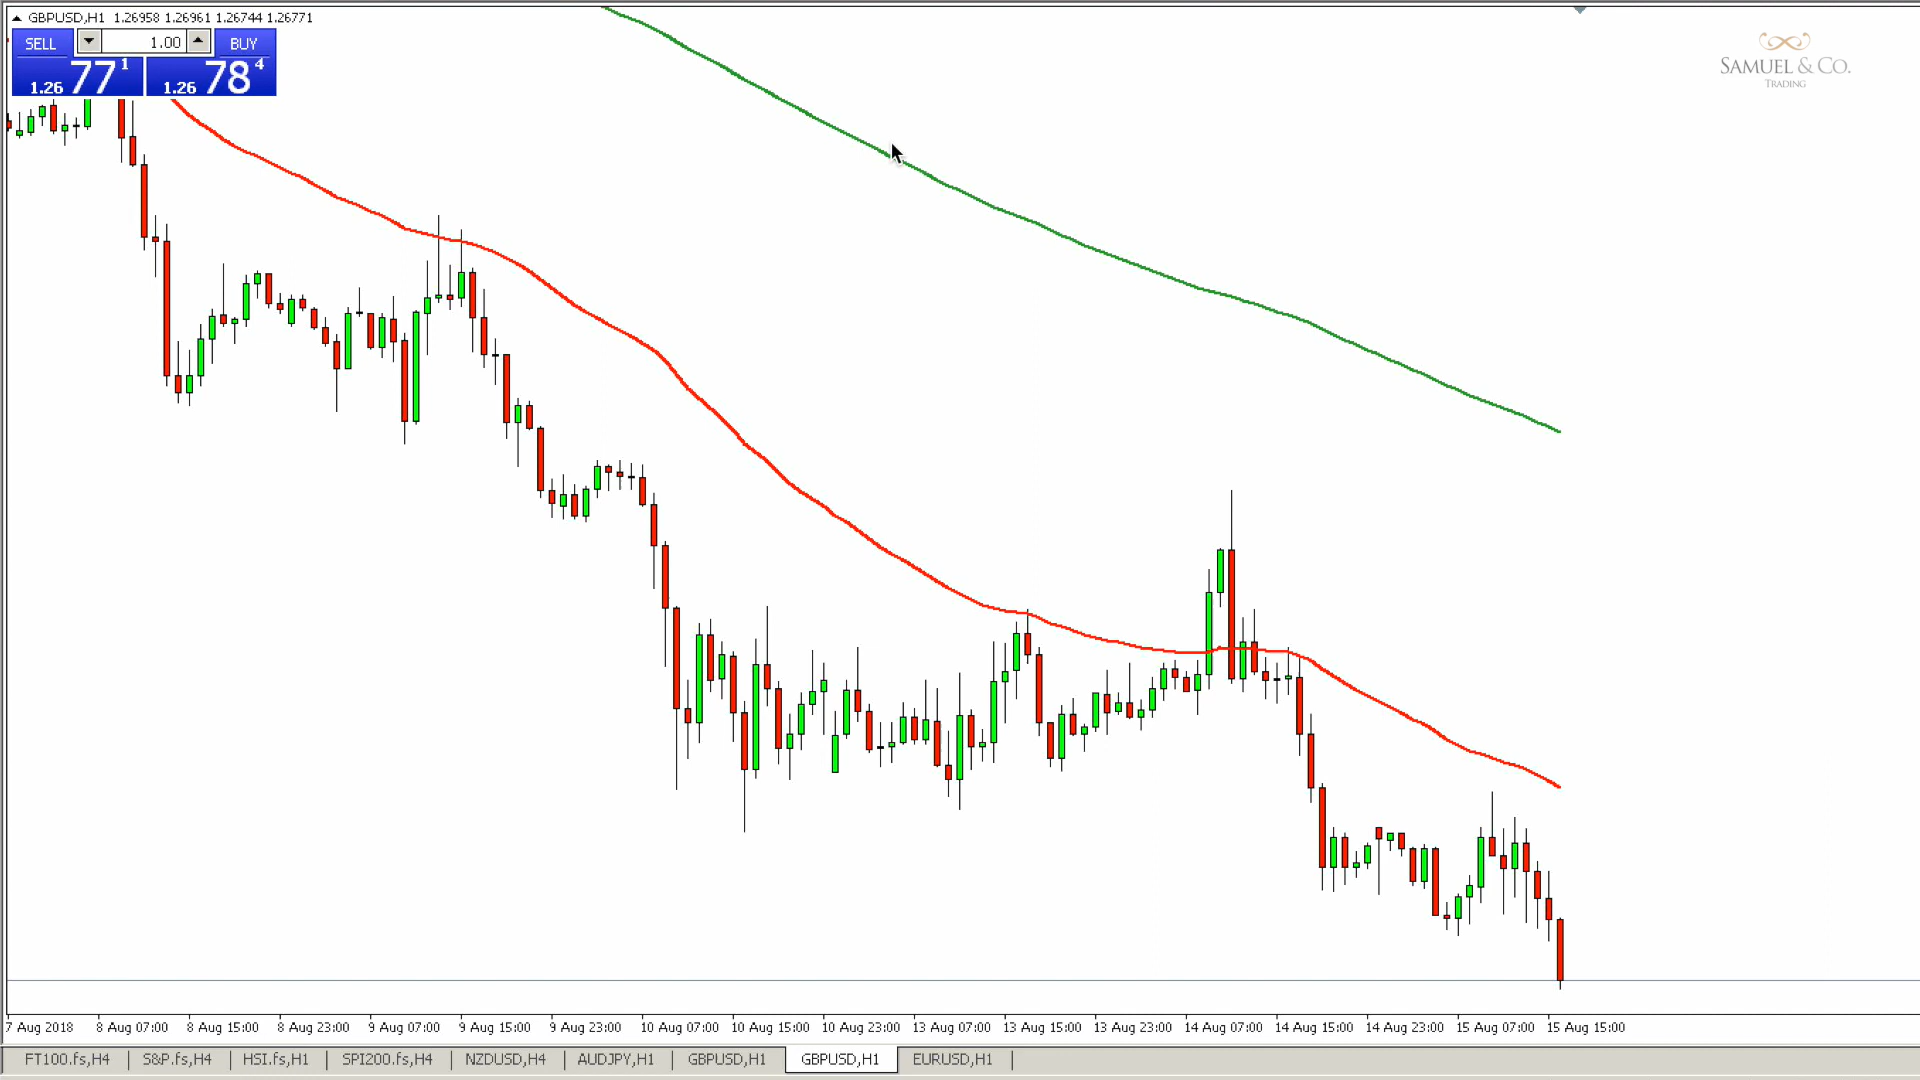 GBPUSD,H1 1.26958 1.26961 1.26744 1.26771
SELL 1.00 BUY
1.26 77 1 1.26 78 4
SAMUEL & CO.
TRADING
7 Aug 2018 8 Aug 07:00 8 Aug 15:00 8 Aug 23:00 9 Aug 07:00 9 Aug 15:00 9 Aug 23:00 10 Aug 07:00 10 Aug 15:00 10 Aug 23:00 13 Aug 07:00 13 Aug 15:00 13 Aug 23:00 14 Aug 07:00 14 Aug 15:00 14 Aug 23:00 15 Aug 07:00 15 Aug 15:00
FT100.fs,H4 S&P.fs,H4 HSI.fs,H1 SPI200.fs,H4 NZDUSD,H4 AUDJPY,H1 GBPUSD,H1 GBPUSD,H1 EURUSD,H1